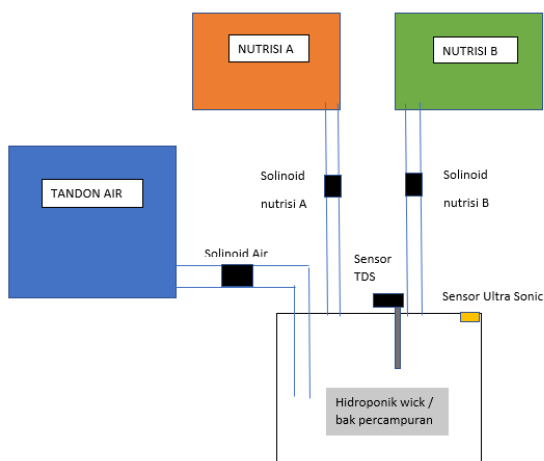 NUTRISI A
NUTRISI B
TANDON AIR
Solinoid
nutrisi A
Solinoid
nutrisi B
Solinoid Air
Sensor
TDS
Sensor Ultra Sonic
Hidroponik wick /
bak percampuran